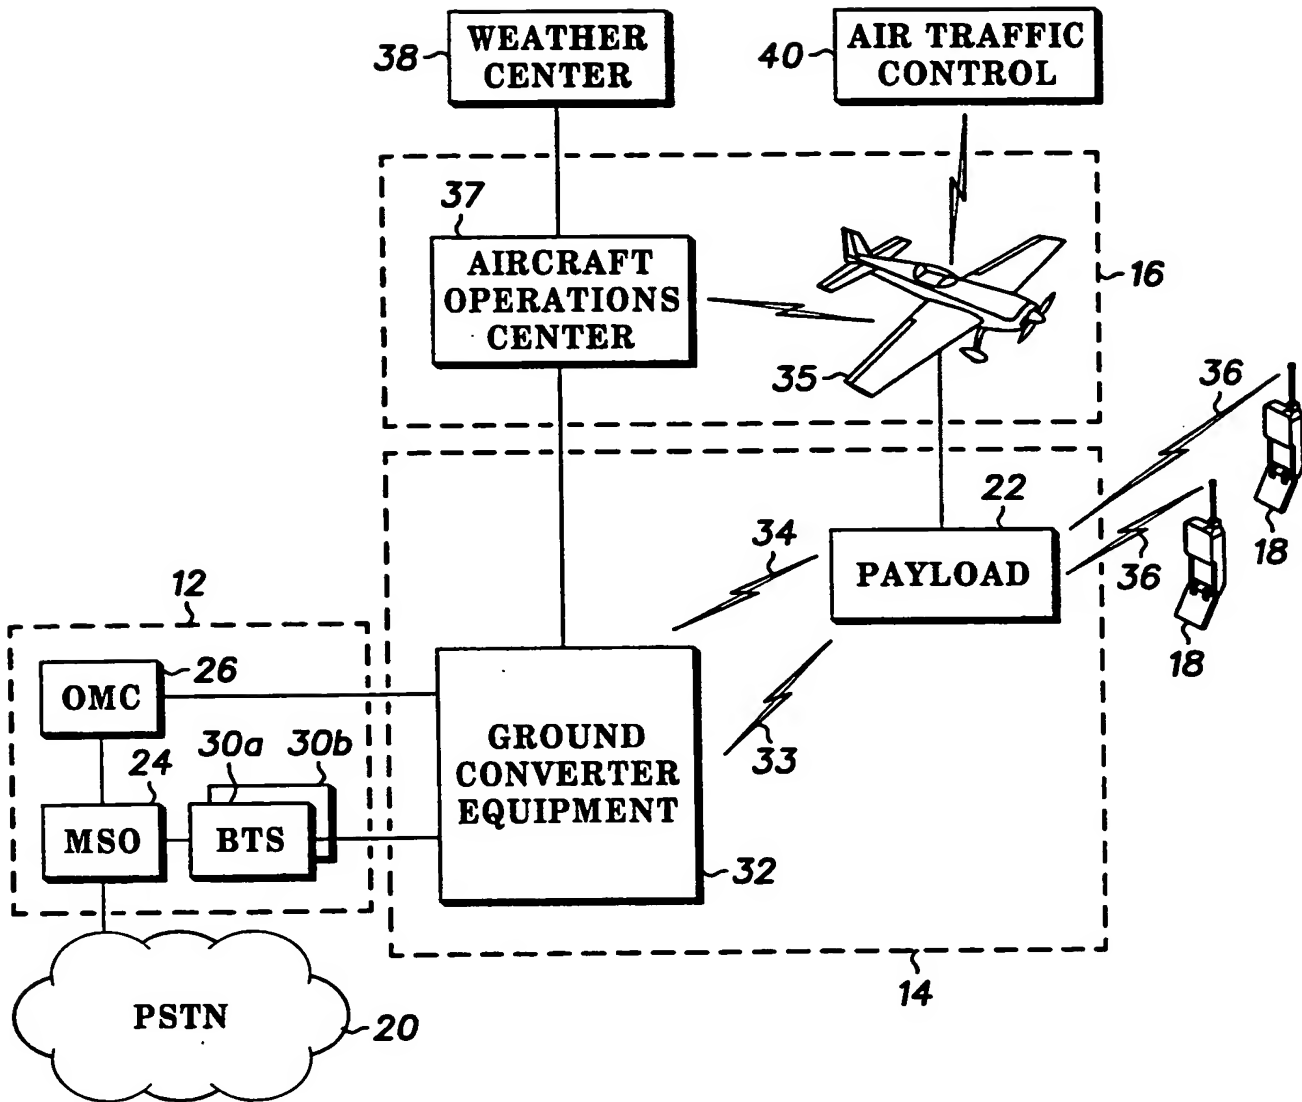 38
WEATHER
CENTER
40
AIR TRAFFIC
CONTROL
37
AIRCRAFT
OPERATIONS
CENTER
35
16
36
36
18
18
22
PAYLOAD
34
33
12
26
OMC
24
30a
30b
MSO
BTS
GROUND
CONVERTER
EQUIPMENT
32
14
PSTN
20